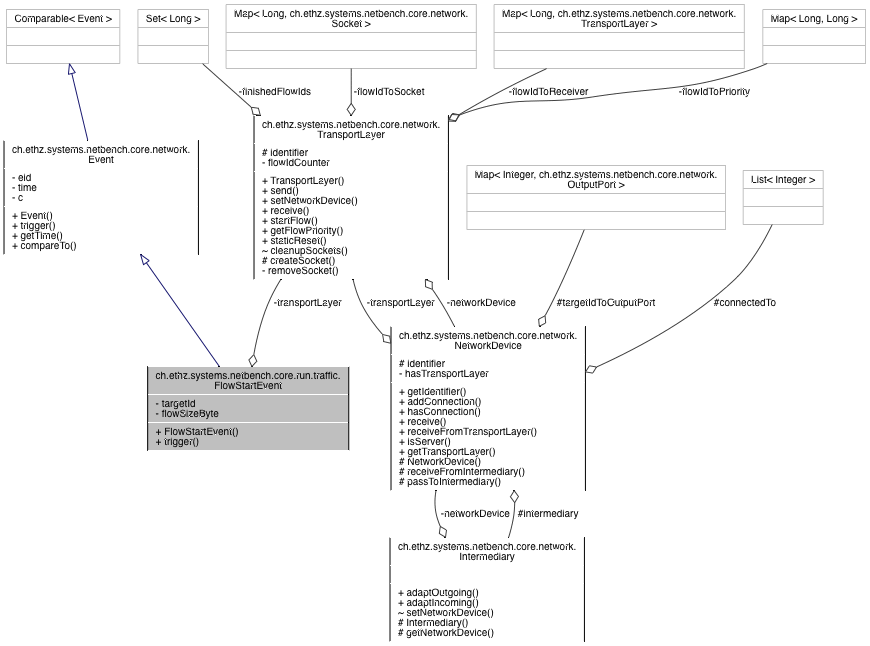 Comparable< Event >
Set< Long >
Map< Long, ch.ethz.systems.netbench.core.network.
Socket >
Map< Long, ch.ethz.systems.netbench.core.network.
TransportLayer >
Map< Long, Long >
-finishedFlowIds
-flowIdToSocket
-flowIdToReceiver
-flowIdToPriority
ch.ethz.systems.netbench.core.network.
Event
- eid
- time
- c
+ Event()
+ trigger()
+ getTime()
+ compareTo()
ch.ethz.systems.netbench.core.network.
TransportLayer
# identifier
- flowIdCounter
+ TransportLayer()
+ send()
+ setNetworkDevice()
+ receive()
+ startFlow()
+ getFlowPriority()
+ staticReset()
~ cleanupSockets()
# createSocket()
- removeSocket()
Map< Integer, ch.ethz.systems.netbench.core.network.
OutputPort >
List< Integer >
-transportLayer
-transportLayer
-networkDevice
#targetIdToOutputPort
#connectedTo
ch.ethz.systems.netbench.core.run.traffic.
FlowStartEvent
- targetId
- flowSizeByte
+ FlowStartEvent()
+ trigger()
ch.ethz.systems.netbench.core.network.
NetworkDevice
# identifier
- hasTransportLayer
+ getIdentifier()
+ addConnection()
+ hasConnection()
+ receive()
+ receiveFromTransportLayer()
+ isServer()
+ getTransportLayer()
# NetworkDevice()
# receiveFromIntermediary()
# passToIntermediary()
-networkDevice
#intermediary
ch.ethz.systems.netbench.core.network.
Intermediary
+ adaptOutgoing()
+ adaptIncoming()
~ setNetworkDevice()
# Intermediary()
# getNetworkDevice()